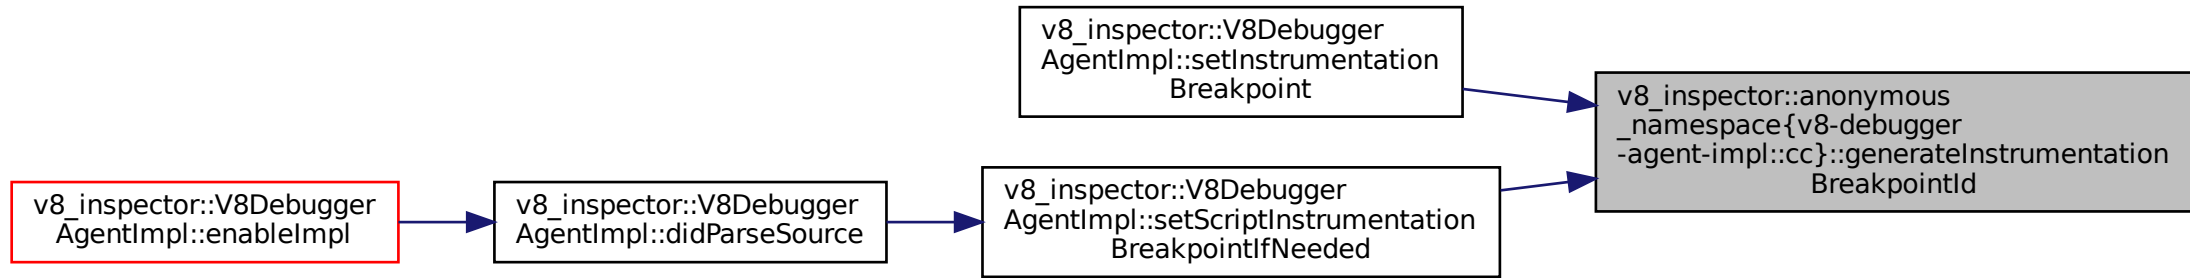 v8_inspector::V8Debugger
AgentImpl::setInstrumentation
Breakpoint
v8_inspector::anonymous
_namespace{v8-debugger
-agent-impl::cc}::generateInstrumentation
BreakpointId
v8_inspector::V8Debugger
AgentImpl::enableImpl
v8_inspector::V8Debugger
AgentImpl::didParseSource
v8_inspector::V8Debugger
AgentImpl::setScriptInstrumentation
BreakpointIfNeeded